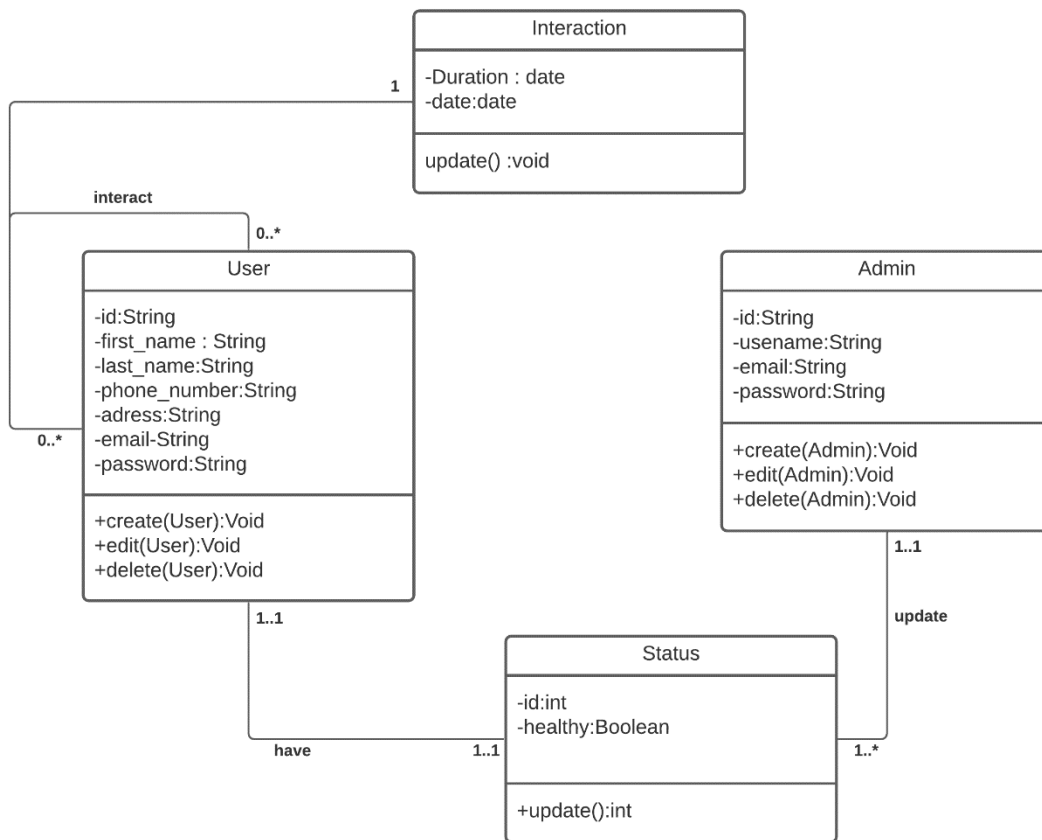 Interaction
-Duration : date
-date:date
update() :void
1
interact
0..*
User
-id:String
-first_name : String
-last_name:String
-phone_number:String
-adress:String
-email-String
-password:String
+create(User):Void
+edit(User):Void
+delete(User):Void
0..*
1..1
Admin
-id:String
-usename:String
-email:String
-password:String
+create(Admin):Void
+edit(Admin):Void
+delete(Admin):Void
1..1
update
Status
-id:int
-healthy:Boolean
+update():int
have
1..1
1..*